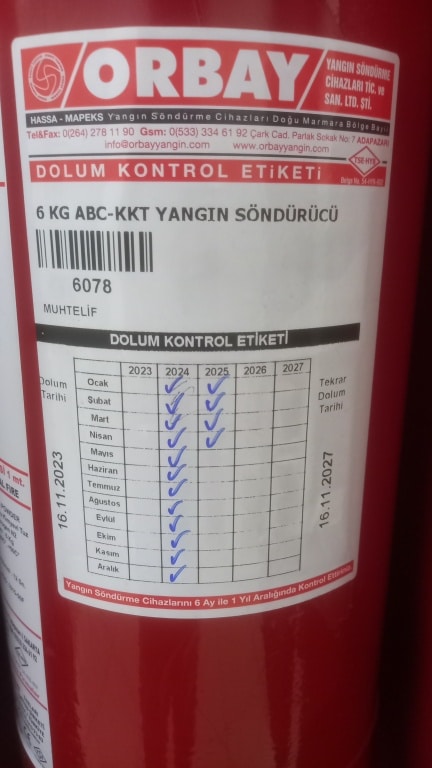 ORBAY
YANGIN SÖNDÜRME
CİHAZLARI TİC. ve
SAN. LTD. ŞTİ.
HASSA - MAPEKS Yangın Söndürme Cihazları Doğu Marmara Bölge Bayii
Tel&Fax: 0(264) 278 11 90 Gsm: 0(533) 334 61 92 Çark Cad. Parlak Sokak No: 7 ADAPAZARI
info@orbayyangin.com www.orbayyangin.com
TSE-HYB
DOLUM KONTROL ETİKETİ
6 KG ABC-KKT YANGIN SÖNDÜRÜCÜ
6078
MUHTELİF
DOLUM KONTROL ETİKETİ
2023 2024 2025 2026 2027
Dolum
Tarihi
16.11.2023
Ocak ✓ ✓
Şubat ✓ ✓
Mart ✓ ✓
Nisan ✓ ✓
Mayıs ✓
Haziran ✓
Temmuz ✓
Ağustos ✓
Eylül ✓
Ekim ✓
Kasım ✓
Aralık ✓
Tekrar
Dolum
Tarihi
16.11.2027
Yangın Söndürme Cihazlarını 6 Ay ile 1 Yıl Aralığında Kontrol Ettiriniz